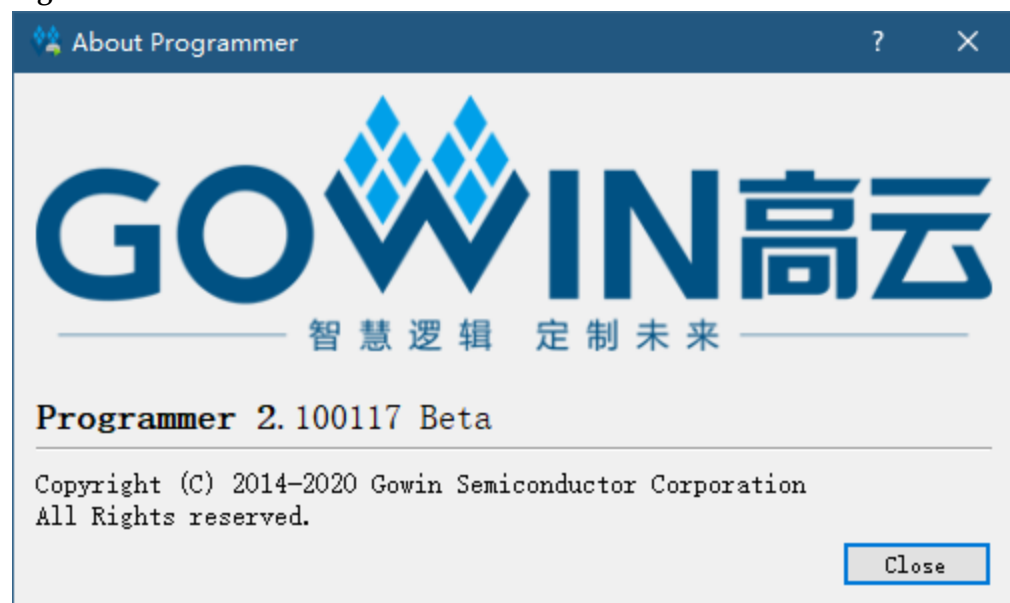 About Programmer
GOWIN高云
智慧逻辑 定制未来
Programmer 2.100117 Beta
Copyright (C) 2014-2020 Gowin Semiconductor Corporation
All Rights reserved.
Close